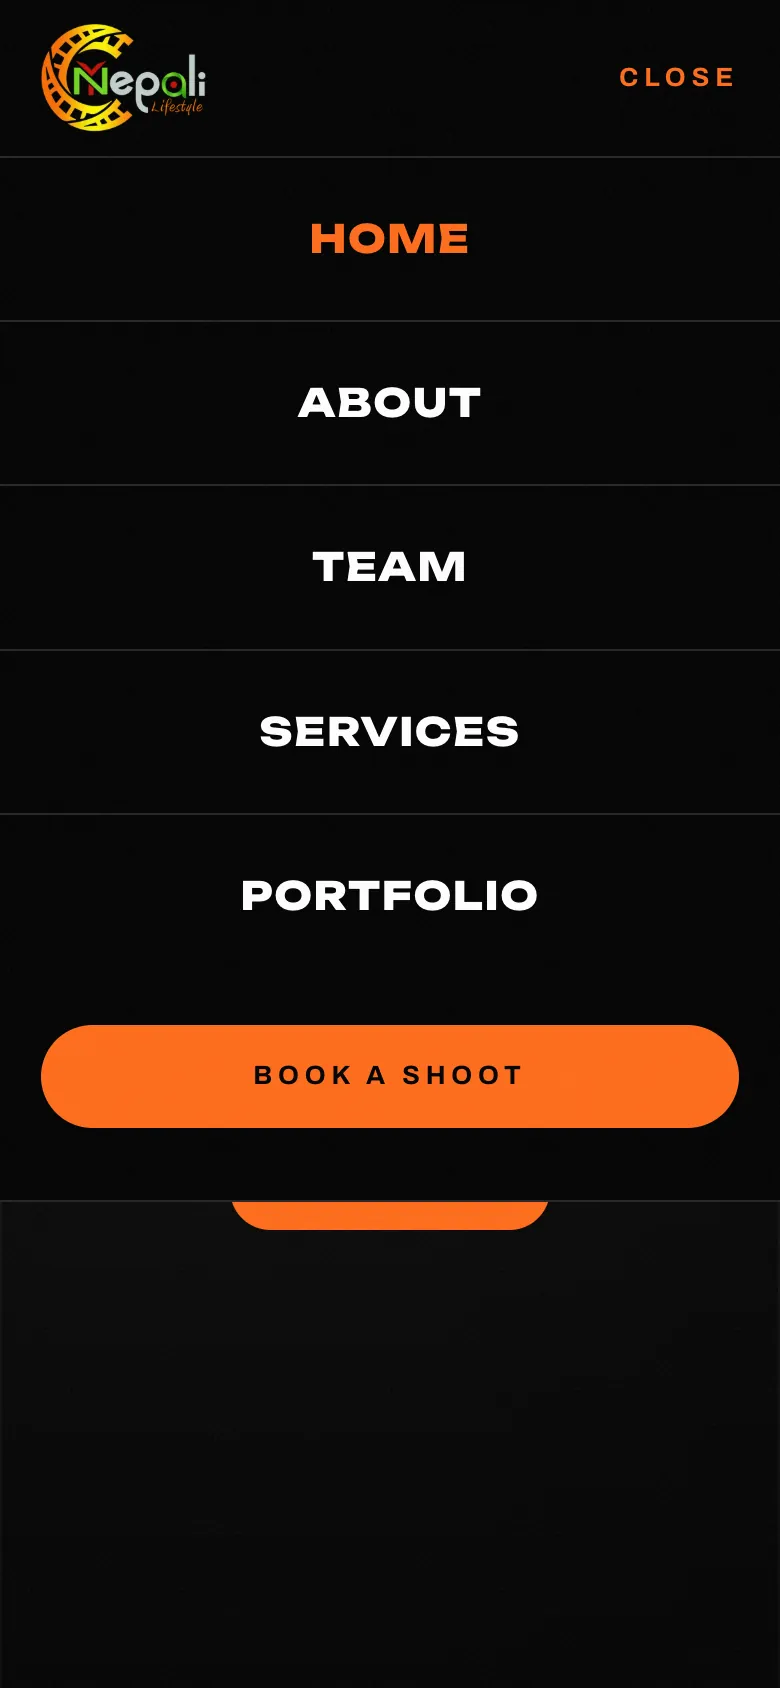 Nepali
Lifestyle
CLOSE
HOME
ABOUT
TEAM
SERVICES
PORTFOLIO
BOOK A SHOOT